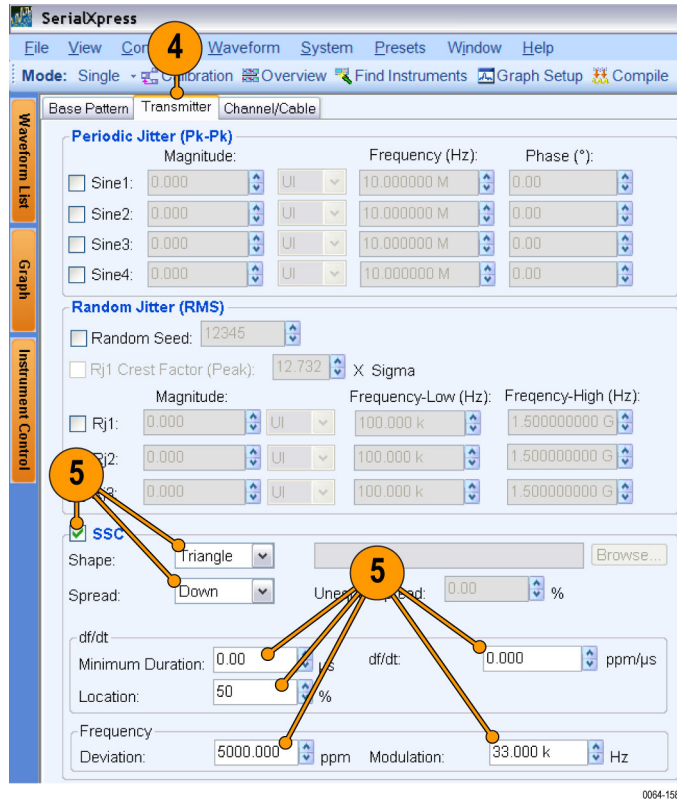 SerialXpress
File View Con 4 Waveform System Presets Window Help
Mode: Single Calibration Overview Find Instruments Graph Setup Compile
Base Pattern Transmitter Channel/Cable
Waveform List
Graph
Instrument Control
Periodic Jitter (Pk-Pk)
Magnitude: Frequency (Hz): Phase (°):
Sine1: 0.000 UI 10.000000 M 0.00
Sine2: 0.000 UI 10.000000 M 0.00
Sine3: 0.000 UI 10.000000 M 0.00
Sine4: 0.000 UI 10.000000 M 0.00
Random Jitter (RMS)
Random Seed: 12345
Rj1 Crest Factor (Peak): 12.732 X Sigma
Magnitude: Frequency-Low (Hz): Freqency-High (Hz):
Rj1: 0.000 UI 100.000 k 1.500000000 G
Rj2: 0.000 UI 100.000 k 1.500000000 G
5
0.000 UI 100.000 k 1.500000000 G
SSC
Shape: Triangle Browse...
5
Spread: Down 0.00 %
df/dt
Minimum Duration: 0.00 µs df/dt: 0.000 ppm/µs
Location: 50 %
Frequency
Deviation: 5000.000 ppm Modulation: 33.000 k Hz
0064-158